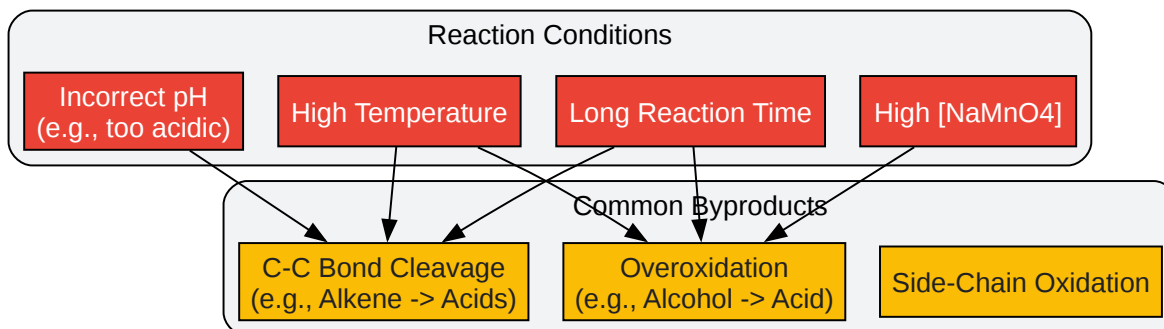 Reaction Conditions
Incorrect pH
(e.g., too acidic)
High Temperature
Long Reaction Time
High [NaMnO4]
Common Byproducts
C-C Bond Cleavage
(e.g., Alkene -> Acids)
Overoxidation
(e.g., Alcohol -> Acid)
Side-Chain Oxidation